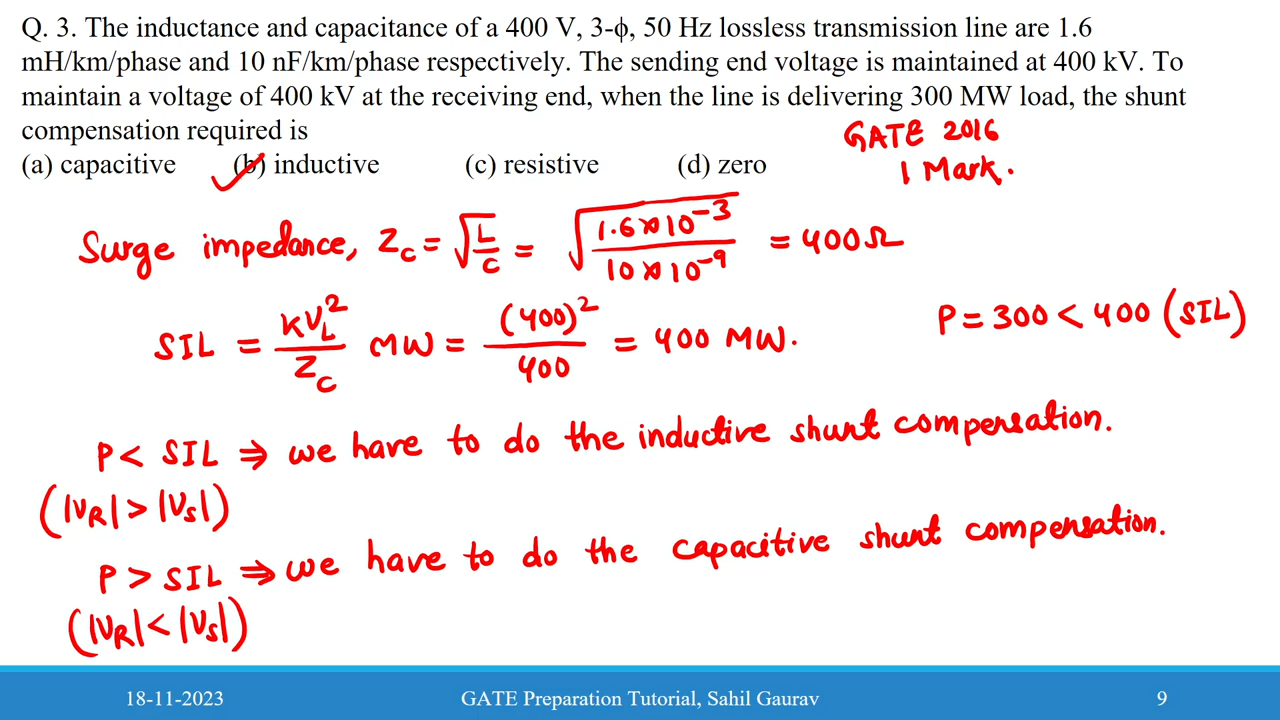 Q. 3. The inductance and capacitance of a 400 V, 3-ϕ, 50 Hz lossless transmission line are 1.6
mH/km/phase and 10 nF/km/phase respectively. The sending end voltage is maintained at 400 kV. To
maintain a voltage of 400 kV at the receiving end, when the line is delivering 300 MW load, the shunt
compensation required is
(a) capacitive (b) inductive (c) resistive (d) zero
GATE 2016
1 Mark.
Surge impedance, Z_C = √(L/C) = √(1.6×10^-3 / 10×10^-9) = 400Ω
SIL = kV_L^2 / Z_C MW = (400)^2 / 400 = 400 MW.
P = 300 < 400 (SIL)
P < SIL ⇒ we have to do the inductive shunt compensation.
(|V_R| > |V_S|)
P > SIL ⇒ we have to do the capacitive shunt compensation.
(|V_R| < |V_S|)
18-11-2023 GATE Preparation Tutorial, Sahil Gaurav 9